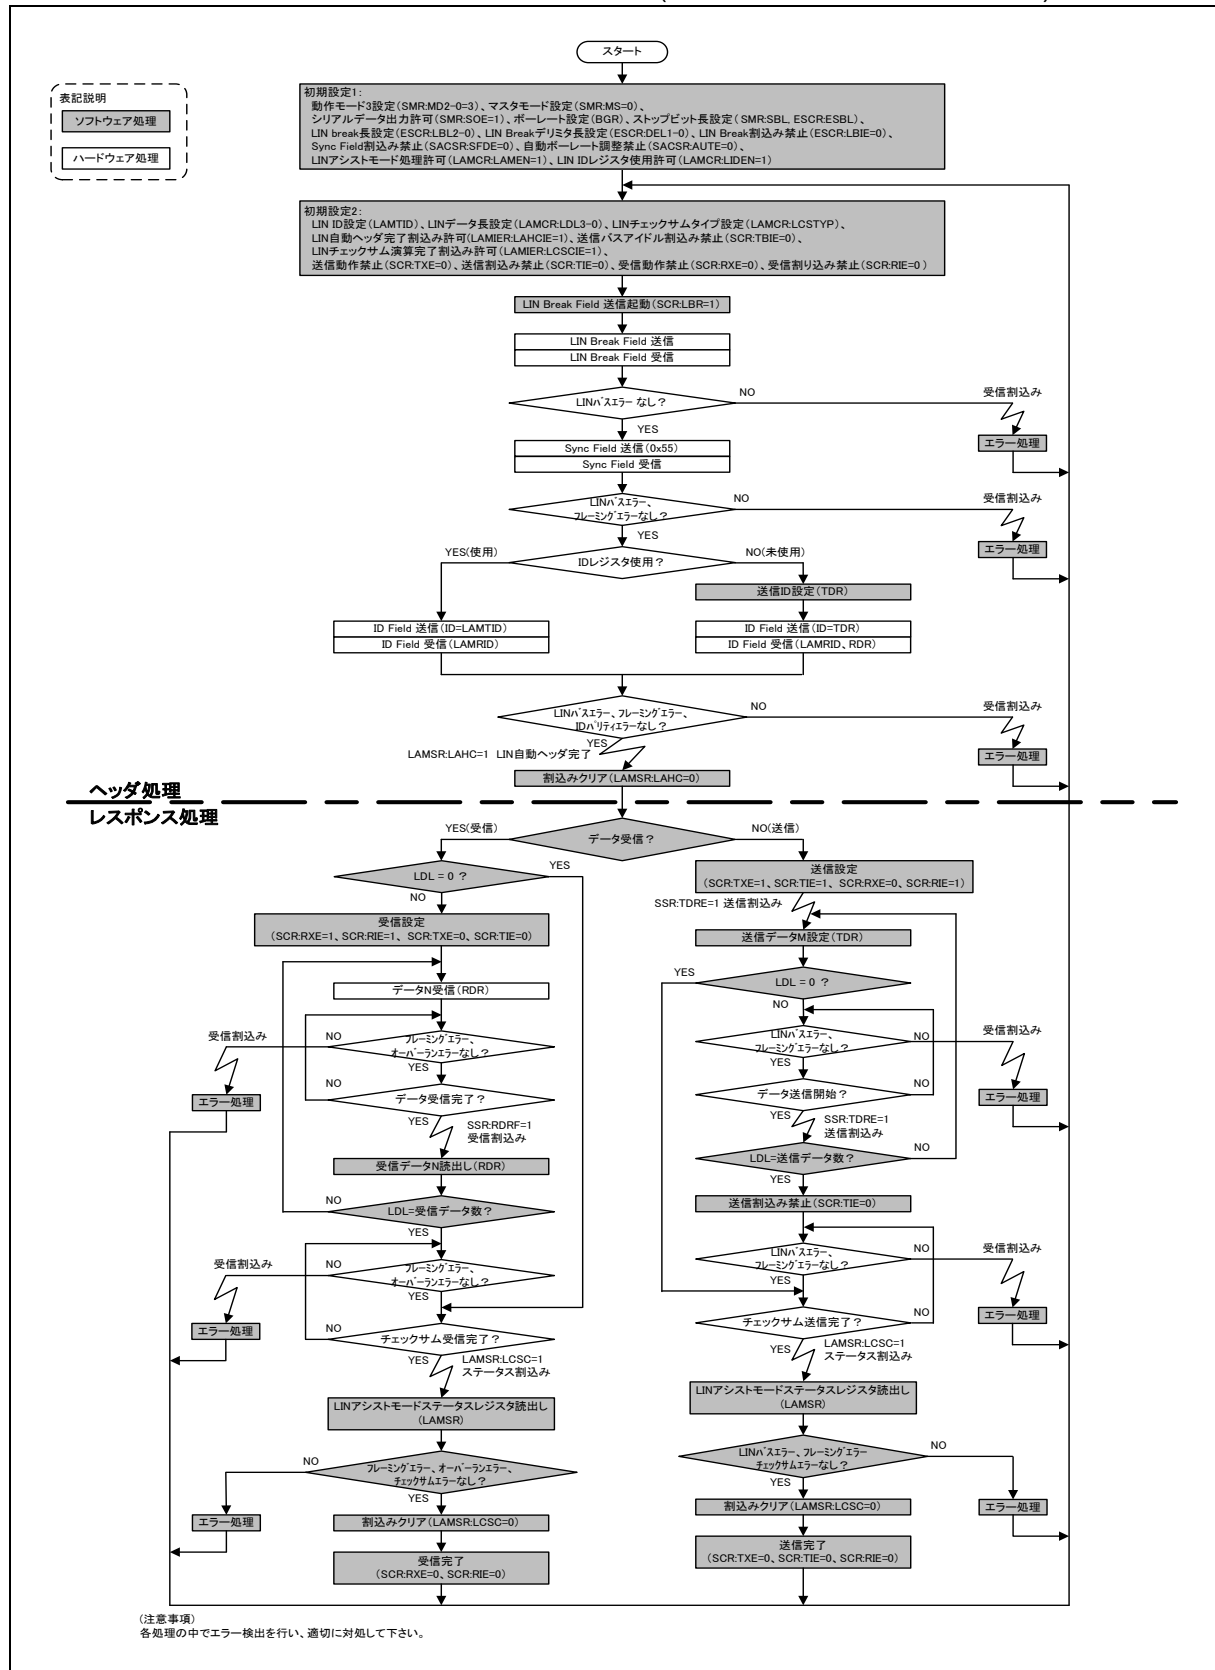 スタート
表記説明
ソフトウェア処理
ハードウェア処理
初期設定1:
動作モード3設定(SMR:MD2-0=3)、マスタモード設定(SMR:MS=0)、
シリアルデータ出力許可(SMR:SOE=1)、ボーレート設定(BGR)、ストップビット長設定(SMR:SBL, ESCR:ESBL)、
LIN break長設定(ESCR:LBL2-0)、LIN Breakデリミタ長設定(ESCR:DEL1-0)、LIN Break割込み禁止(ESCR:LBIE=0)、
Sync Field割込み禁止(SACSR:SFDE=0)、自動ボーレート調整禁止(SACSR:AUTE=0)、
LINアシストモード処理許可(LAMCR:LAMEN=1)、LIN IDレジスタ使用許可(LAMCR:LIDEN=1)
初期設定2:
LIN ID設定(LAMTID)、LINデータ長設定(LAMCR:LDL3-0)、LINチェックサムタイプ設定(LAMCR:LCSTYP)、
LIN自動ヘッダ完了割込み許可(LAMIER:LAHCIE=1)、送信バスアイドル割込み禁止(SCR:TBIE=0)、
LINチェックサム演算完了割込み許可(LAMIER:LCSCIE=1)、
送信動作禁止(SCR:TXE=0)、送信割込み禁止(SCR:TIE=0)、受信動作禁止(SCR:RXE=0)、受信割り込み禁止(SCR:RIE=0)
LIN Break Field 送信起動(SCR:LBR=1)
LIN Break Field 送信
LIN Break Field 受信
LINバスエラー なし?
NO
受信割込み
YES
エラー処理
Sync Field 送信(0x55)
Sync Field 受信
LINバスエラー、
フレーミングエラーなし?
NO
受信割込み
YES
エラー処理
YES(使用)
IDレジスタ使用?
NO(未使用)
送信ID設定(TDR)
ID Field 送信(ID=LAMTID)
ID Field 受信(LAMRID)
ID Field 送信(ID=TDR)
ID Field 受信(LAMRID、RDR)
LINバスエラー、フレーミングエラー、
IDパリティエラーなし?
NO
受信割込み
YES
LAMSR:LAHC=1 LIN自動ヘッダ完了
エラー処理
割込みクリア(LAMSR:LAHC=0)
ヘッダ処理
レスポンス処理
YES(受信)
データ受信?
NO(送信)
LDL = 0 ?
YES
NO
送信設定
(SCR:TXE=1、SCR:TIE=1、 SCR:RXE=0、SCR:RIE=1)
SSR:TDRE=1 送信割込み
受信設定
(SCR:RXE=1、SCR:RIE=1、 SCR:TXE=0、SCR:TIE=0)
送信データM設定(TDR)
データN受信(RDR)
YES
LDL = 0 ?
NO
受信割込み
NO
フレーミングエラー、
オーバーランエラーなし?
YES
LINバスエラー、
フレーミングエラーなし?
NO
受信割込み
YES
エラー処理
NO
データ受信完了?
YES
データ送信開始?
NO
エラー処理
YES
SSR:RDRF=1
受信割込み
SSR:TDRE=1
送信割込み
受信データN読出し(RDR)
LDL=送信データ数?
NO
YES
NO
LDL=受信データ数?
YES
送信割込み禁止(SCR:TIE=0)
受信割込み
NO
フレーミングエラー、
オーバーランエラーなし?
YES
LINバスエラー、
フレーミングエラーなし?
NO
受信割込み
YES
エラー処理
NO
チェックサム受信完了?
YES
チェックサム送信完了?
NO
エラー処理
YES
LAMSR:LCSC=1
ステータス割込み
LAMSR:LCSC=1
ステータス割込み
LINアシストモードステータスレジスタ読出し
(LAMSR)
LINアシストモードステータスレジスタ読出し
(LAMSR)
NO
フレーミングエラー、オーバーランエラー、
チェックサムエラーなし?
YES
LINバスエラー、フレーミングエラー
チェックサムエラーなし?
NO
YES
エラー処理
割込みクリア(LAMSR:LCSC=0)
割込みクリア(LAMSR:LCSC=0)
エラー処理
受信完了
(SCR:RXE=0、SCR:RIE=0)
送信完了
(SCR:TXE=0、SCR:TIE=0、SCR:RIE=0)
(注意事項)
各処理の中でエラー検出を行い、適切に対処して下さい。